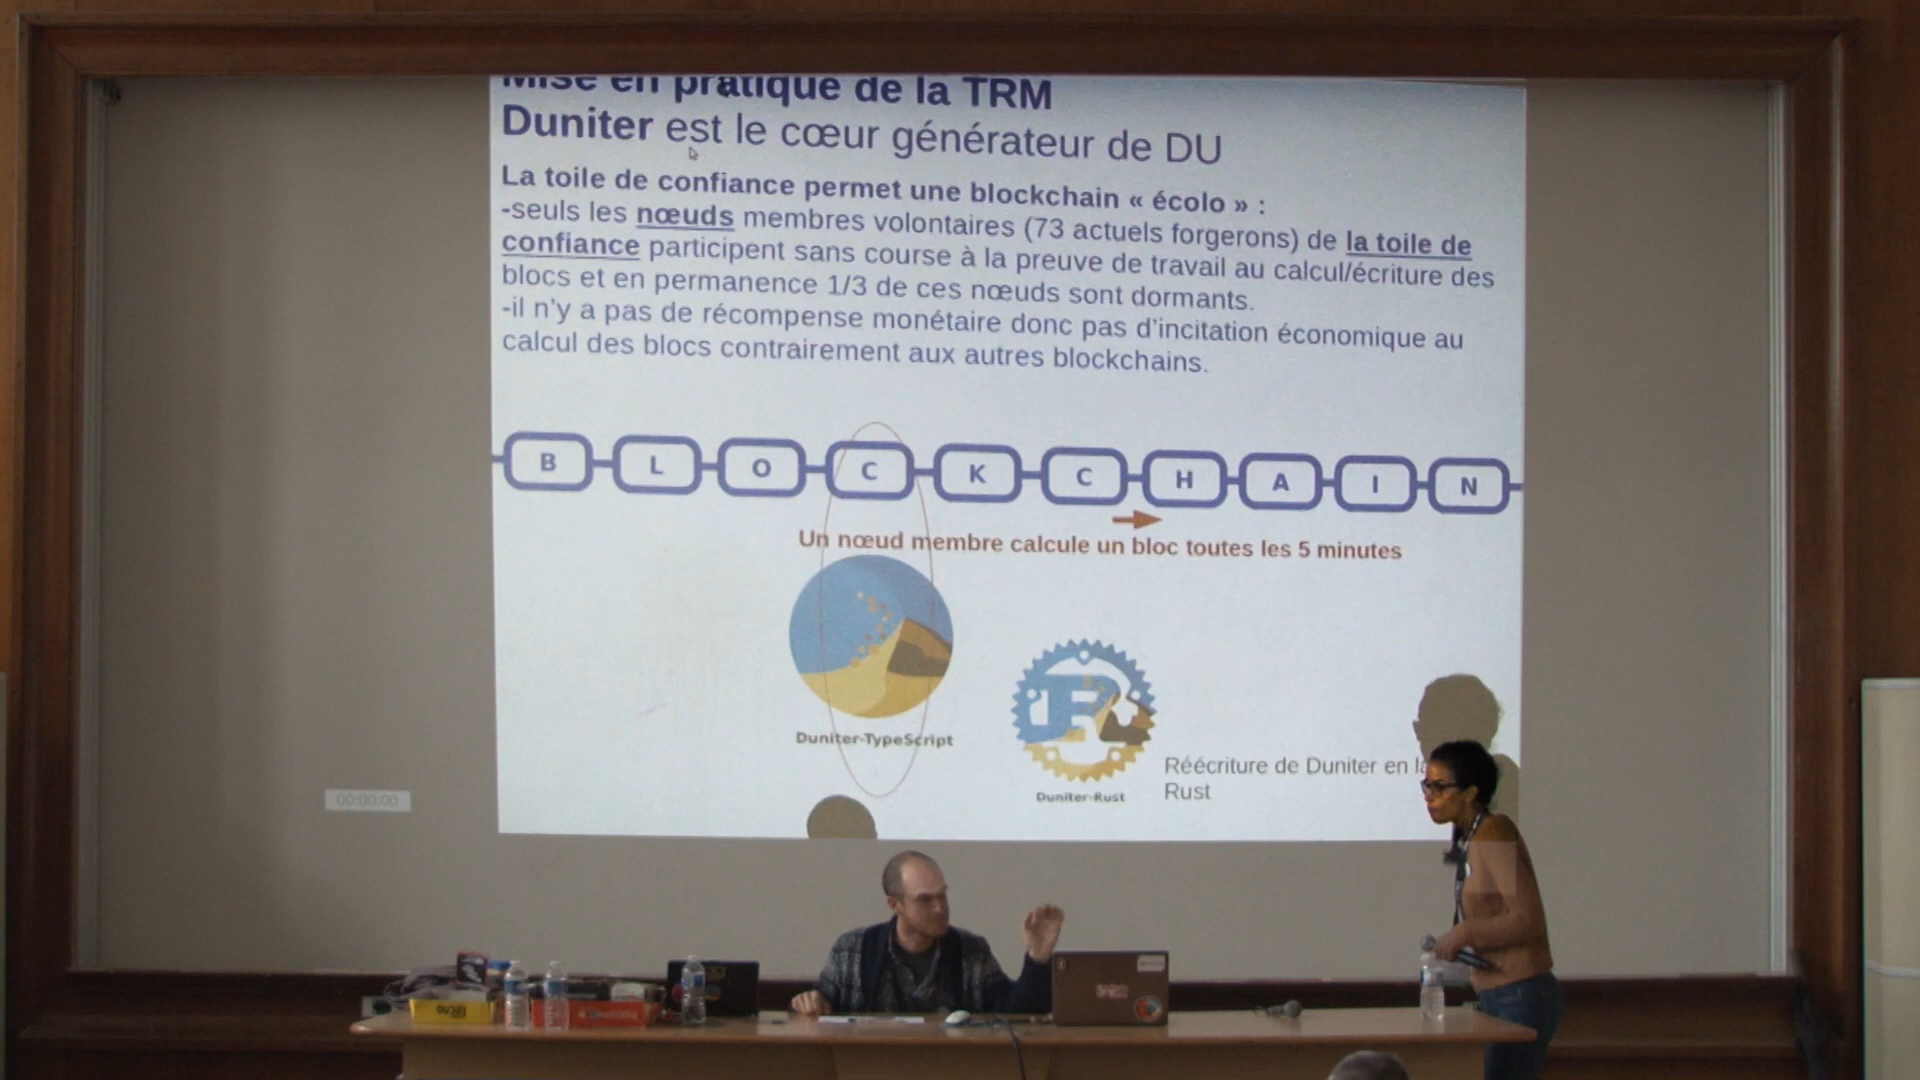 Mise en pratique de la TRM
Duniter est le cœur générateur de DU
La toile de confiance permet une blockchain « écolo » :
-seuls les nœuds membres volontaires (73 actuels forgerons) de la toile de
confiance participent sans course à la preuve de travail au calcul/écriture des
blocs et en permanence 1/3 de ces nœuds sont dormants.
-il n’y a pas de récompense monétaire donc pas d’incitation économique au
calcul des blocs contrairement aux autres blockchains.
B L O C K C H A I N
Un nœud membre calcule un bloc toutes les 5 minutes
Duniter-TypeScript
Réécriture de Duniter en
Rust
Duniter-Rust
00:00:00